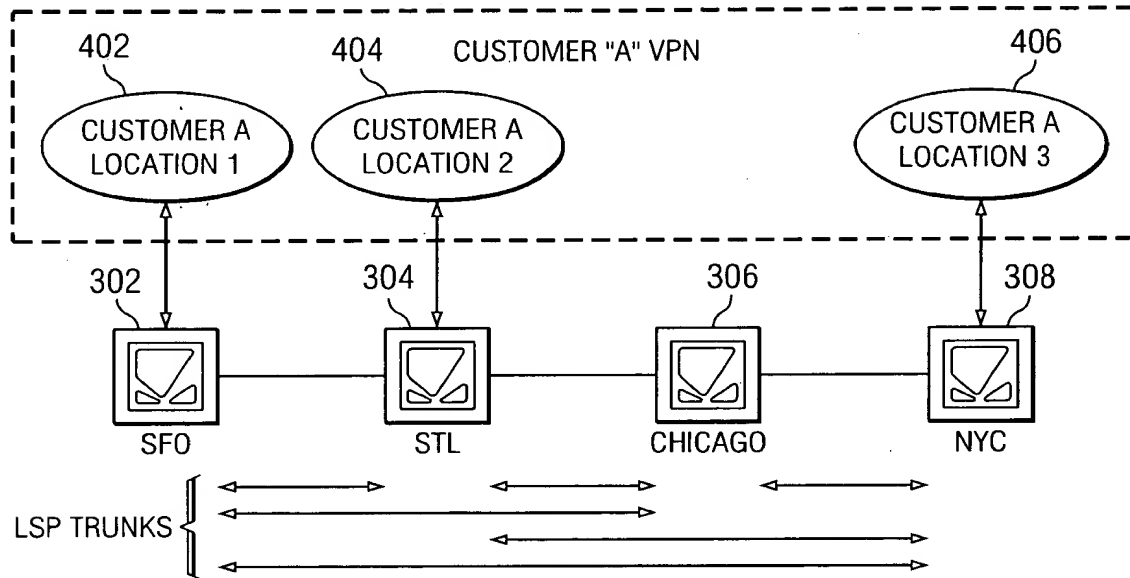 402
404
CUSTOMER "A" VPN
406
CUSTOMER A
LOCATION 1
CUSTOMER A
LOCATION 2
CUSTOMER A
LOCATION 3
302
304
306
308
SFO
STL
CHICAGO
NYC
LSP TRUNKS